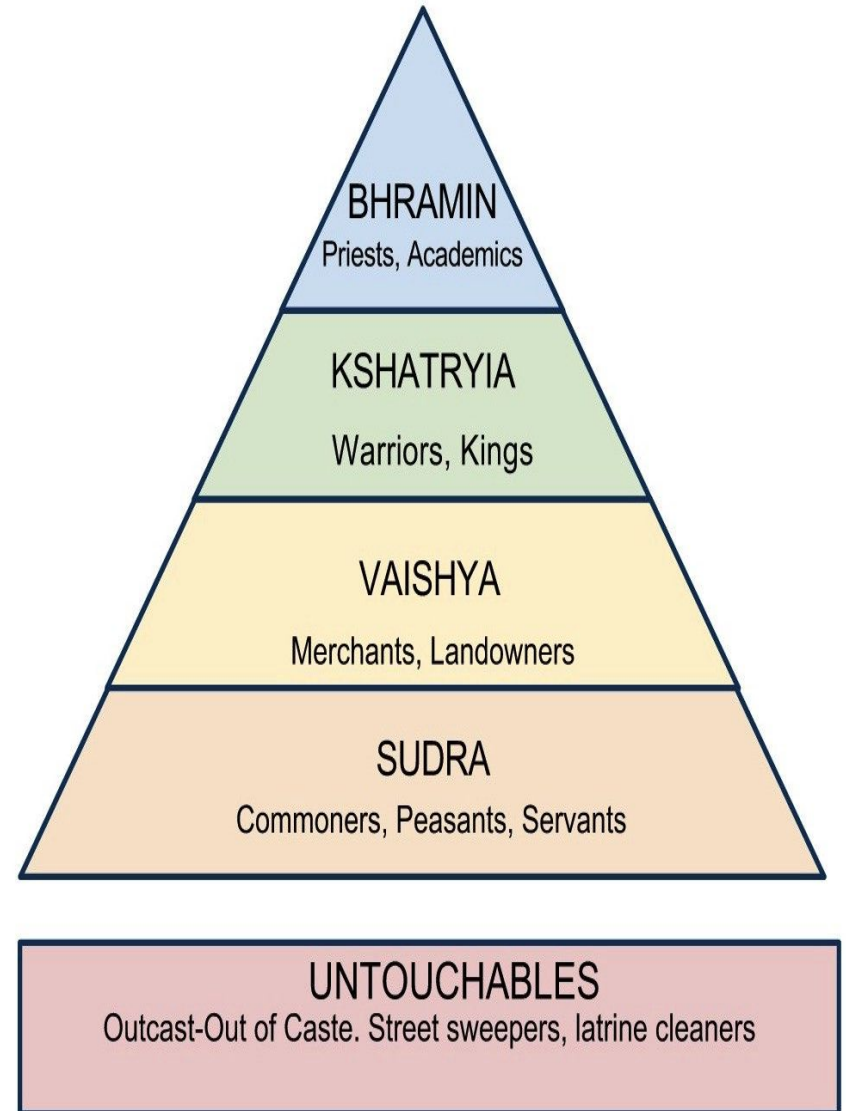 BHRAMIN
Priests, Academics
KSHATRYIA
Warriors, Kings
VAISHYA
Merchants, Landowners
SUDRA
Commoners, Peasants, Servants
UNTOUCHABLES
Outcast-Out of Caste. Street sweepers, latrine cleaners